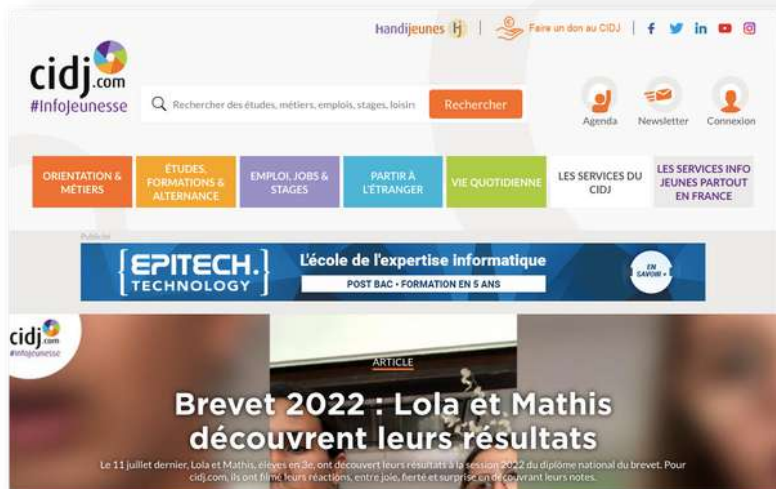 Handijeunes Hj
Faire un don au CIDJ
cidj.com
#InfoJeunesse
Rechercher des études, métiers, emplois, stages, loisirs
Rechercher
Agenda
Newsletter
Connexion
ORIENTATION &
MÉTIERS
ÉTUDES,
FORMATIONS &
ALTERNANCE
EMPLOI, JOBS &
STAGES
PARTIR À
L'ÉTRANGER
VIE QUOTIDIENNE
LES SERVICES DU
CIDJ
LES SERVICES INFO
JEUNES PARTOUT
EN FRANCE
Publicité
{EPITECH.}
TECHNOLOGY
L'école de l'expertise informatique
POST BAC • FORMATION EN 5 ANS
EN
SAVOIR +
cidj.com
#InfoJeunesse
ARTICLE
Brevet 2022 : Lola et Mathis
découvrent leurs résultats
Le 11 juillet dernier, Lola et Mathis, élèves en 3e, ont découvert leurs résultats à la session 2022 du diplôme national du brevet. Pour
cidj.com, ils ont filmé leurs réactions, entre joie, fierté et surprise en découvrant leurs notes.